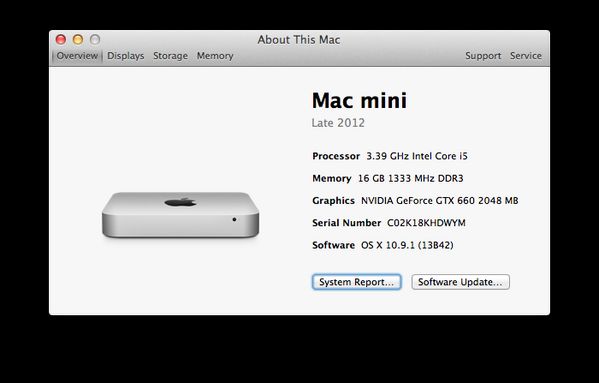 About This Mac
Overview Displays Storage Memory Support Service
Mac mini
Late 2012
Processor 3.39 GHz Intel Core i5
Memory 16 GB 1333 MHz DDR3
Graphics NVIDIA GeForce GTX 660 2048 MB
Serial Number C02K18KHDWYM
Software OS X 10.9.1 (13B42)
System Report... Software Update...